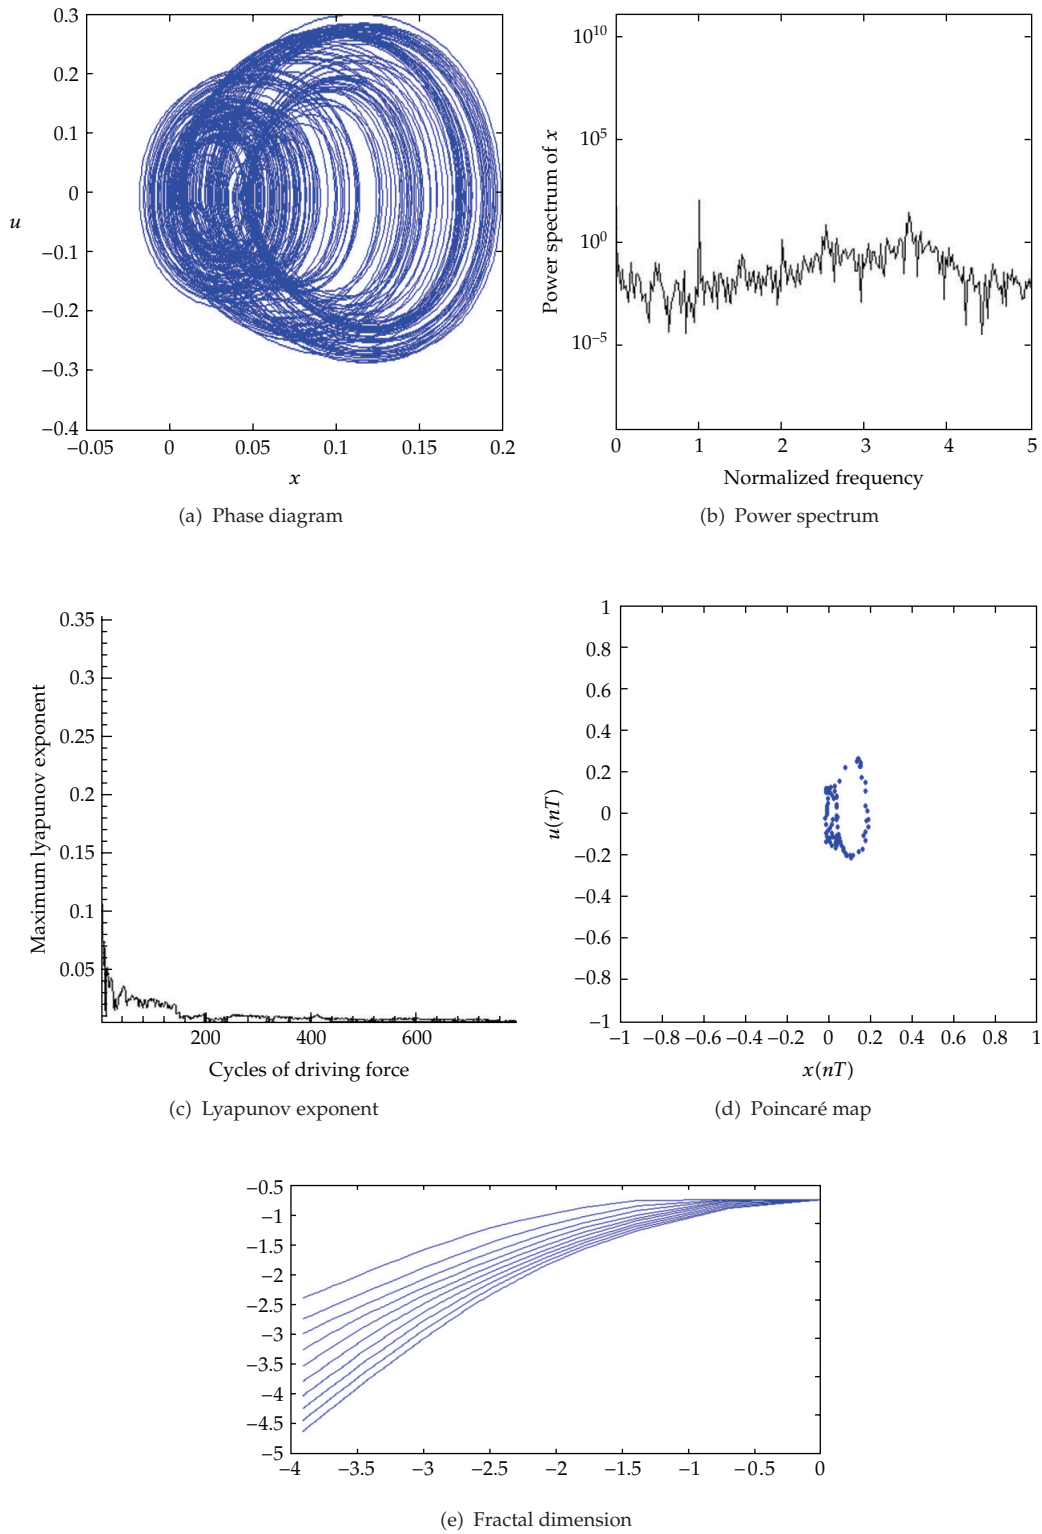 0.3
0.2
0.1
0
−0.1
−0.2
−0.3
−0.4
u
−0.05 0 0.05 0.1 0.15 0.2
x
(a) Phase diagram
10^10
10^5
10^0
10^−5
Power spectrum of x
0 1 2 3 4 5
Normalized frequency
(b) Power spectrum
0.35
0.3
0.25
0.2
0.15
0.1
0.05
Maximum lyapunov exponent
200 400 600
Cycles of driving force
(c) Lyapunov exponent
1
0.8
0.6
0.4
0.2
0
−0.2
−0.4
−0.6
−0.8
−1
u(nT)
−1 −0.8 −0.6 −0.4 −0.2 0 0.2 0.4 0.6 0.8 1
x(nT)
(d) Poincaré map
−0.5
−1
−1.5
−2
−2.5
−3
−3.5
−4
−4.5
−5
−4 −3.5 −3 −2.5 −2 −1.5 −1 −0.5 0
(e) Fractal dimension